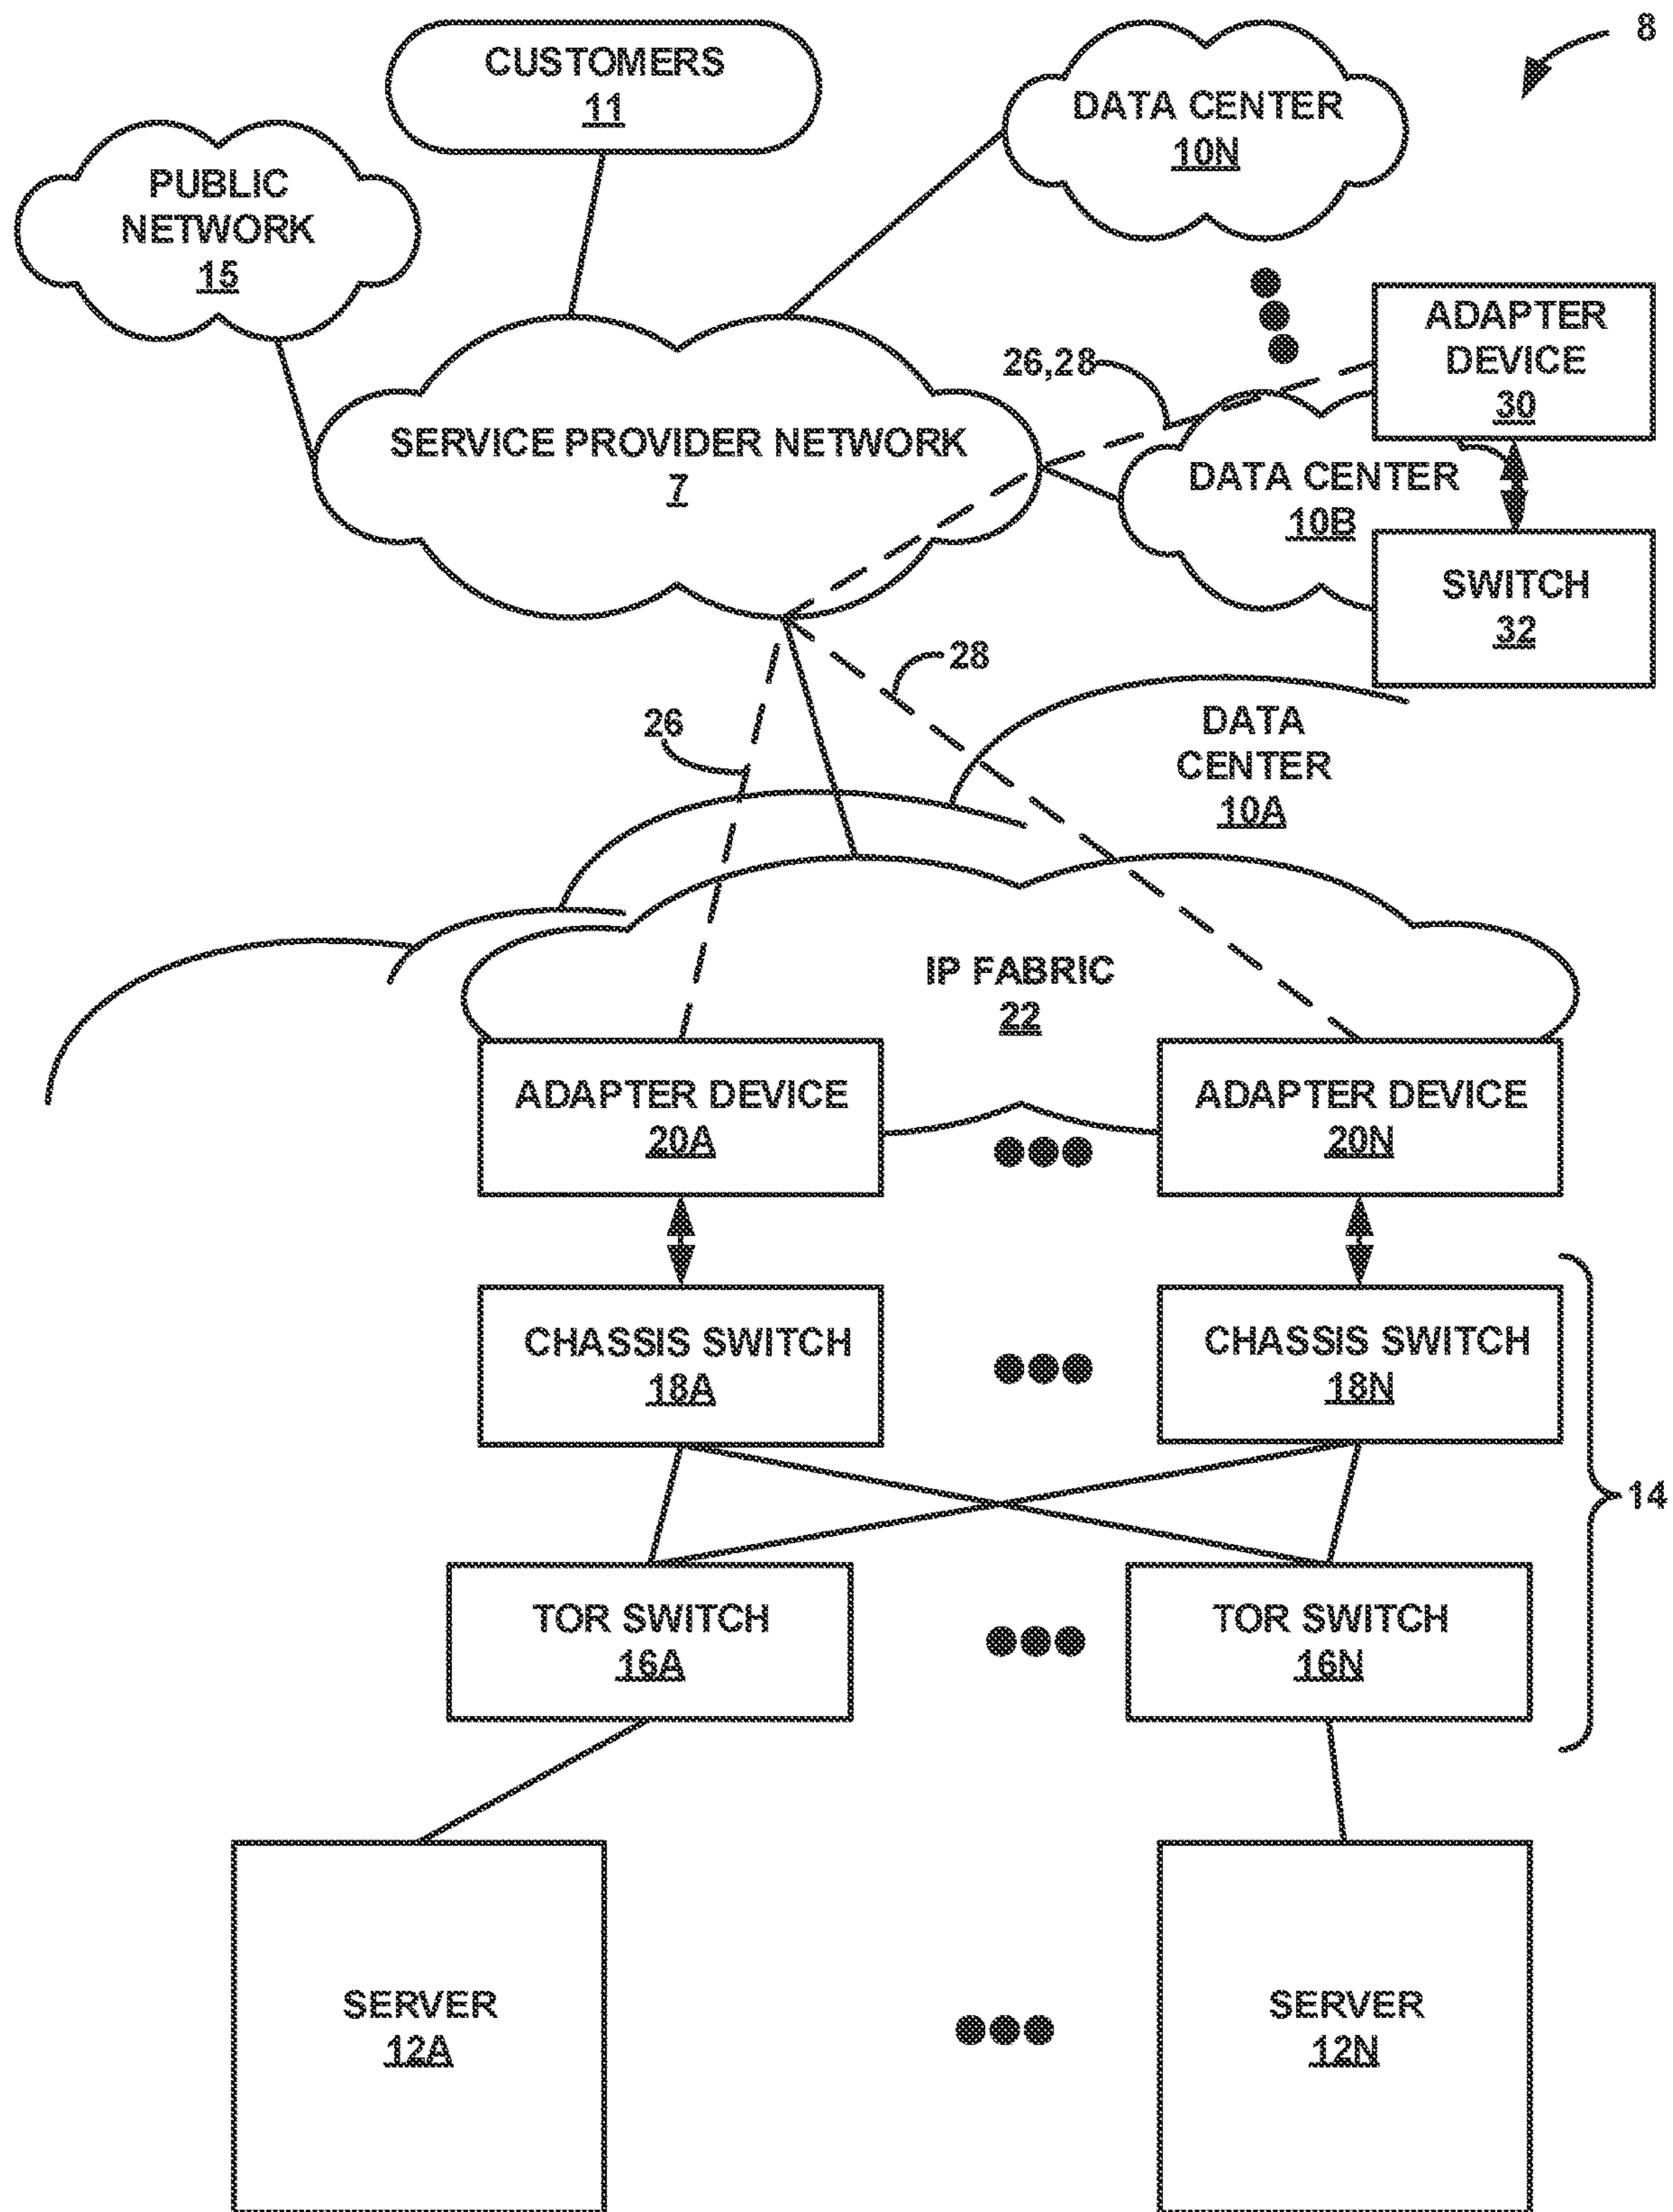 8
CUSTOMERS
11
DATA CENTER
10N
PUBLIC
NETWORK
15
ADAPTER
DEVICE
30
26,28
SERVICE PROVIDER NETWORK
7
DATA CENTER
10B
SWITCH
32
28
26
DATA
CENTER
10A
IP FABRIC
22
ADAPTER DEVICE
20A
ADAPTER DEVICE
20N
CHASSIS SWITCH
18A
CHASSIS SWITCH
18N
14
TOR SWITCH
16A
TOR SWITCH
16N
SERVER
12A
SERVER
12N